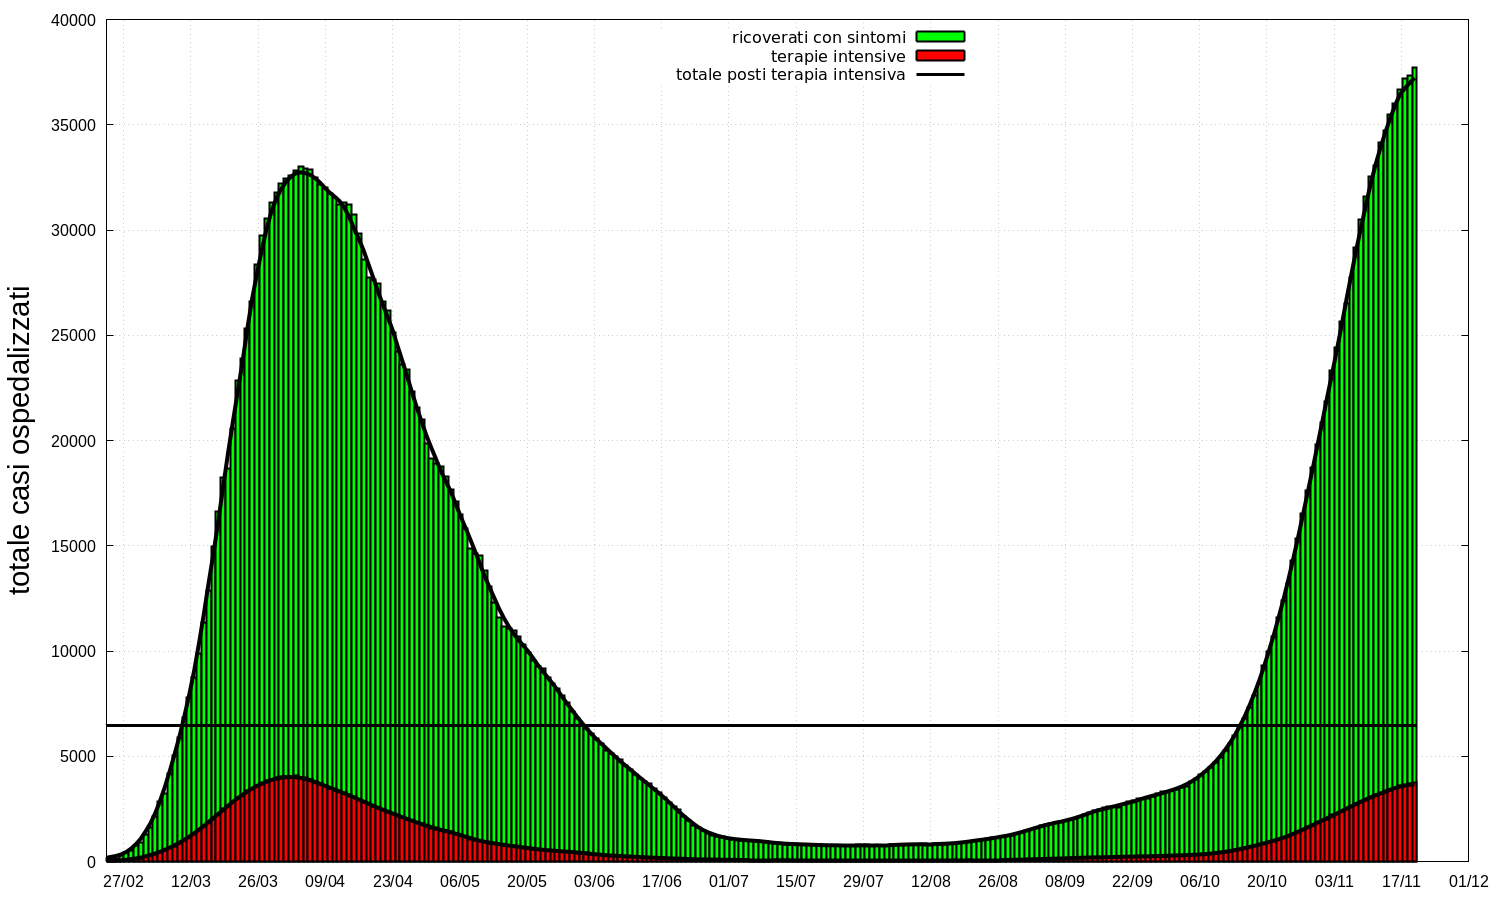 40000
35000
30000
25000
20000
15000
10000
5000
0
totale casi ospedalizzati
ricoverati con sintomi
terapie intensive
totale posti terapia intensiva
27/02 12/03 26/03 09/04 23/04 06/05 20/05 03/06 17/06 01/07 15/07 29/07 12/08 26/08 08/09 22/09 06/10 20/10 03/11 17/11 01/12